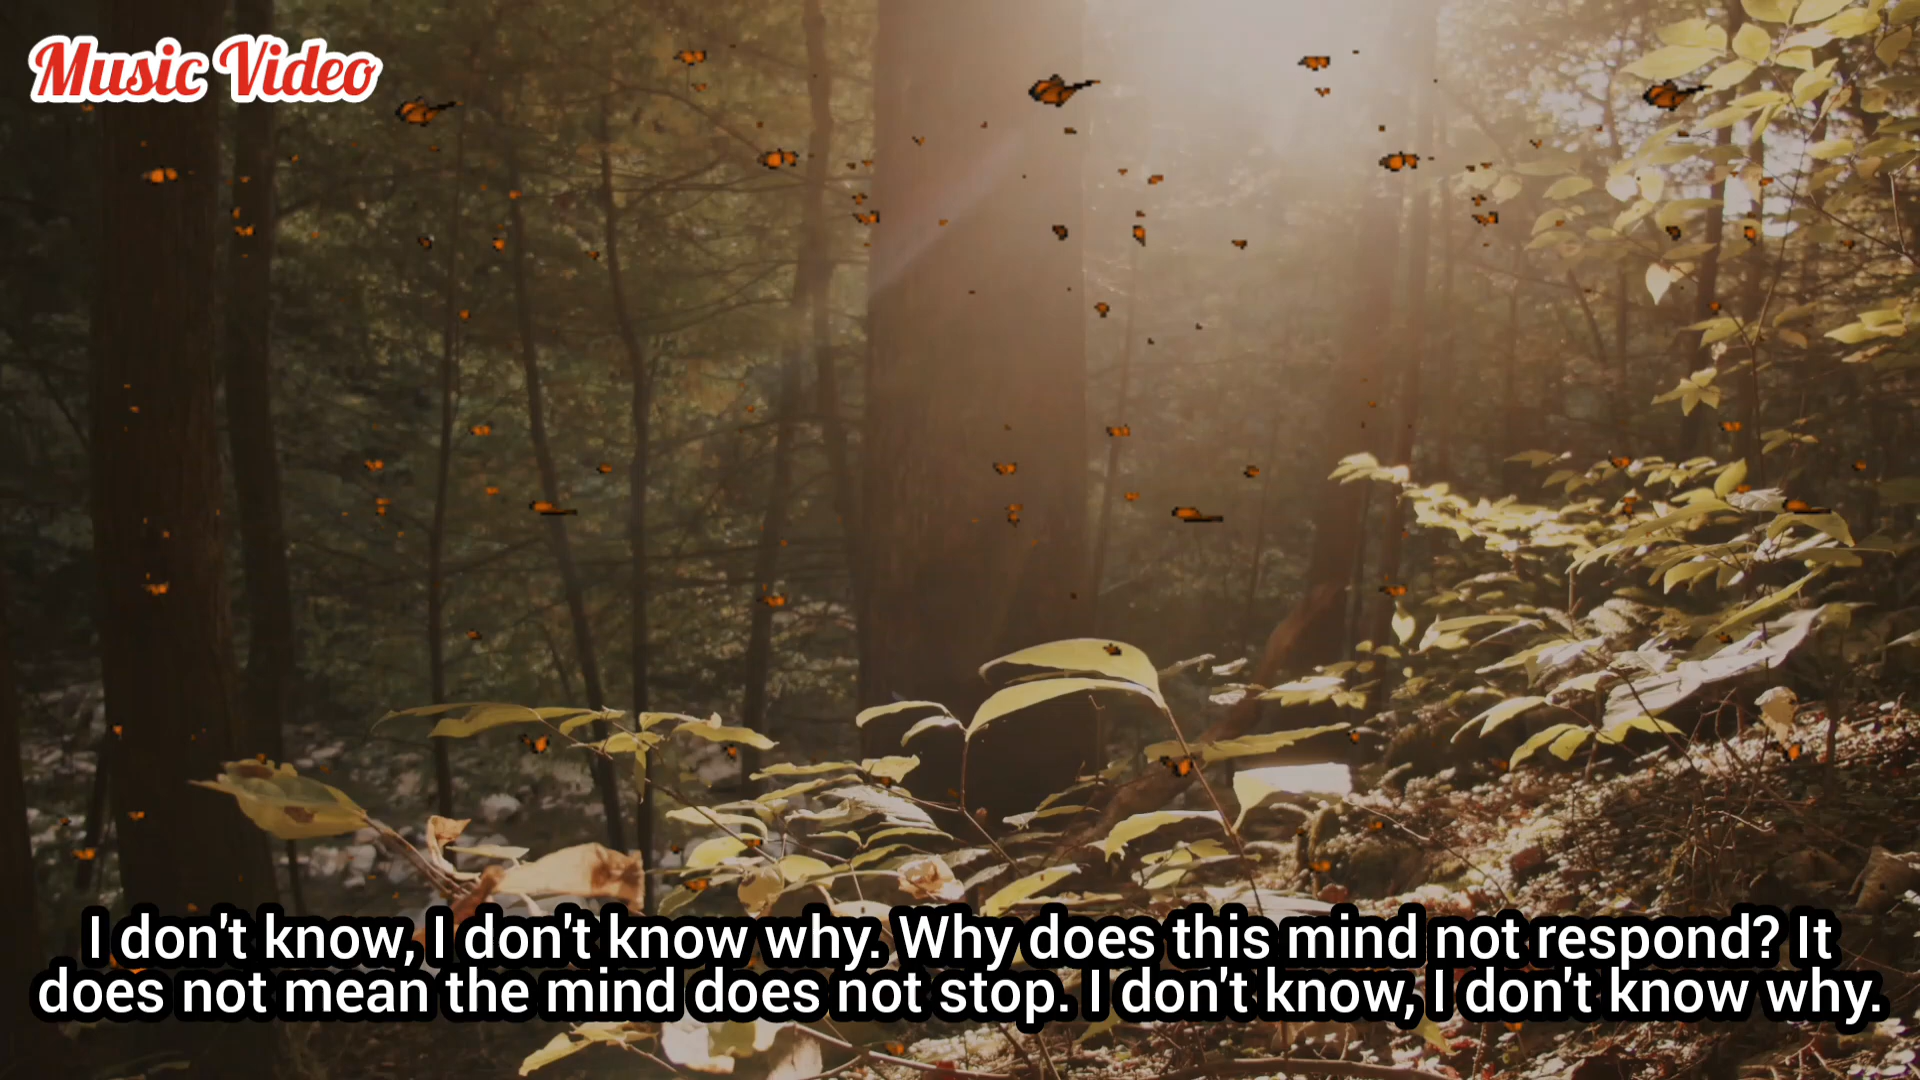 Music Video
I don't know, I don't know why. Why does this mind not respond? It
does not mean the mind does not stop. I don't know, I don't know why.